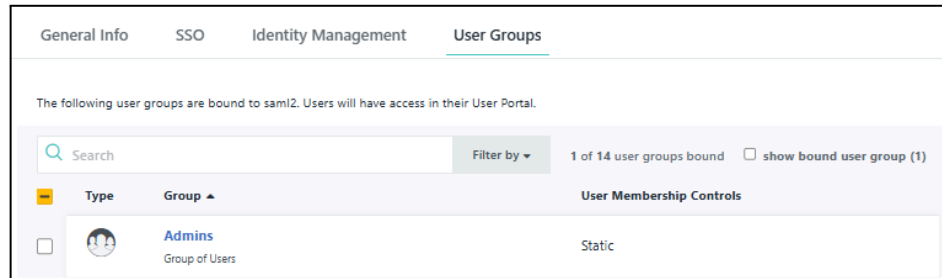 General Info SSO Identity Management User Groups
The following user groups are bound to saml2. Users will have access in their User Portal.
Search Filter by 1 of 14 user groups bound show bound user group (1)
Type Group User Membership Controls
Admins
Group of Users Static